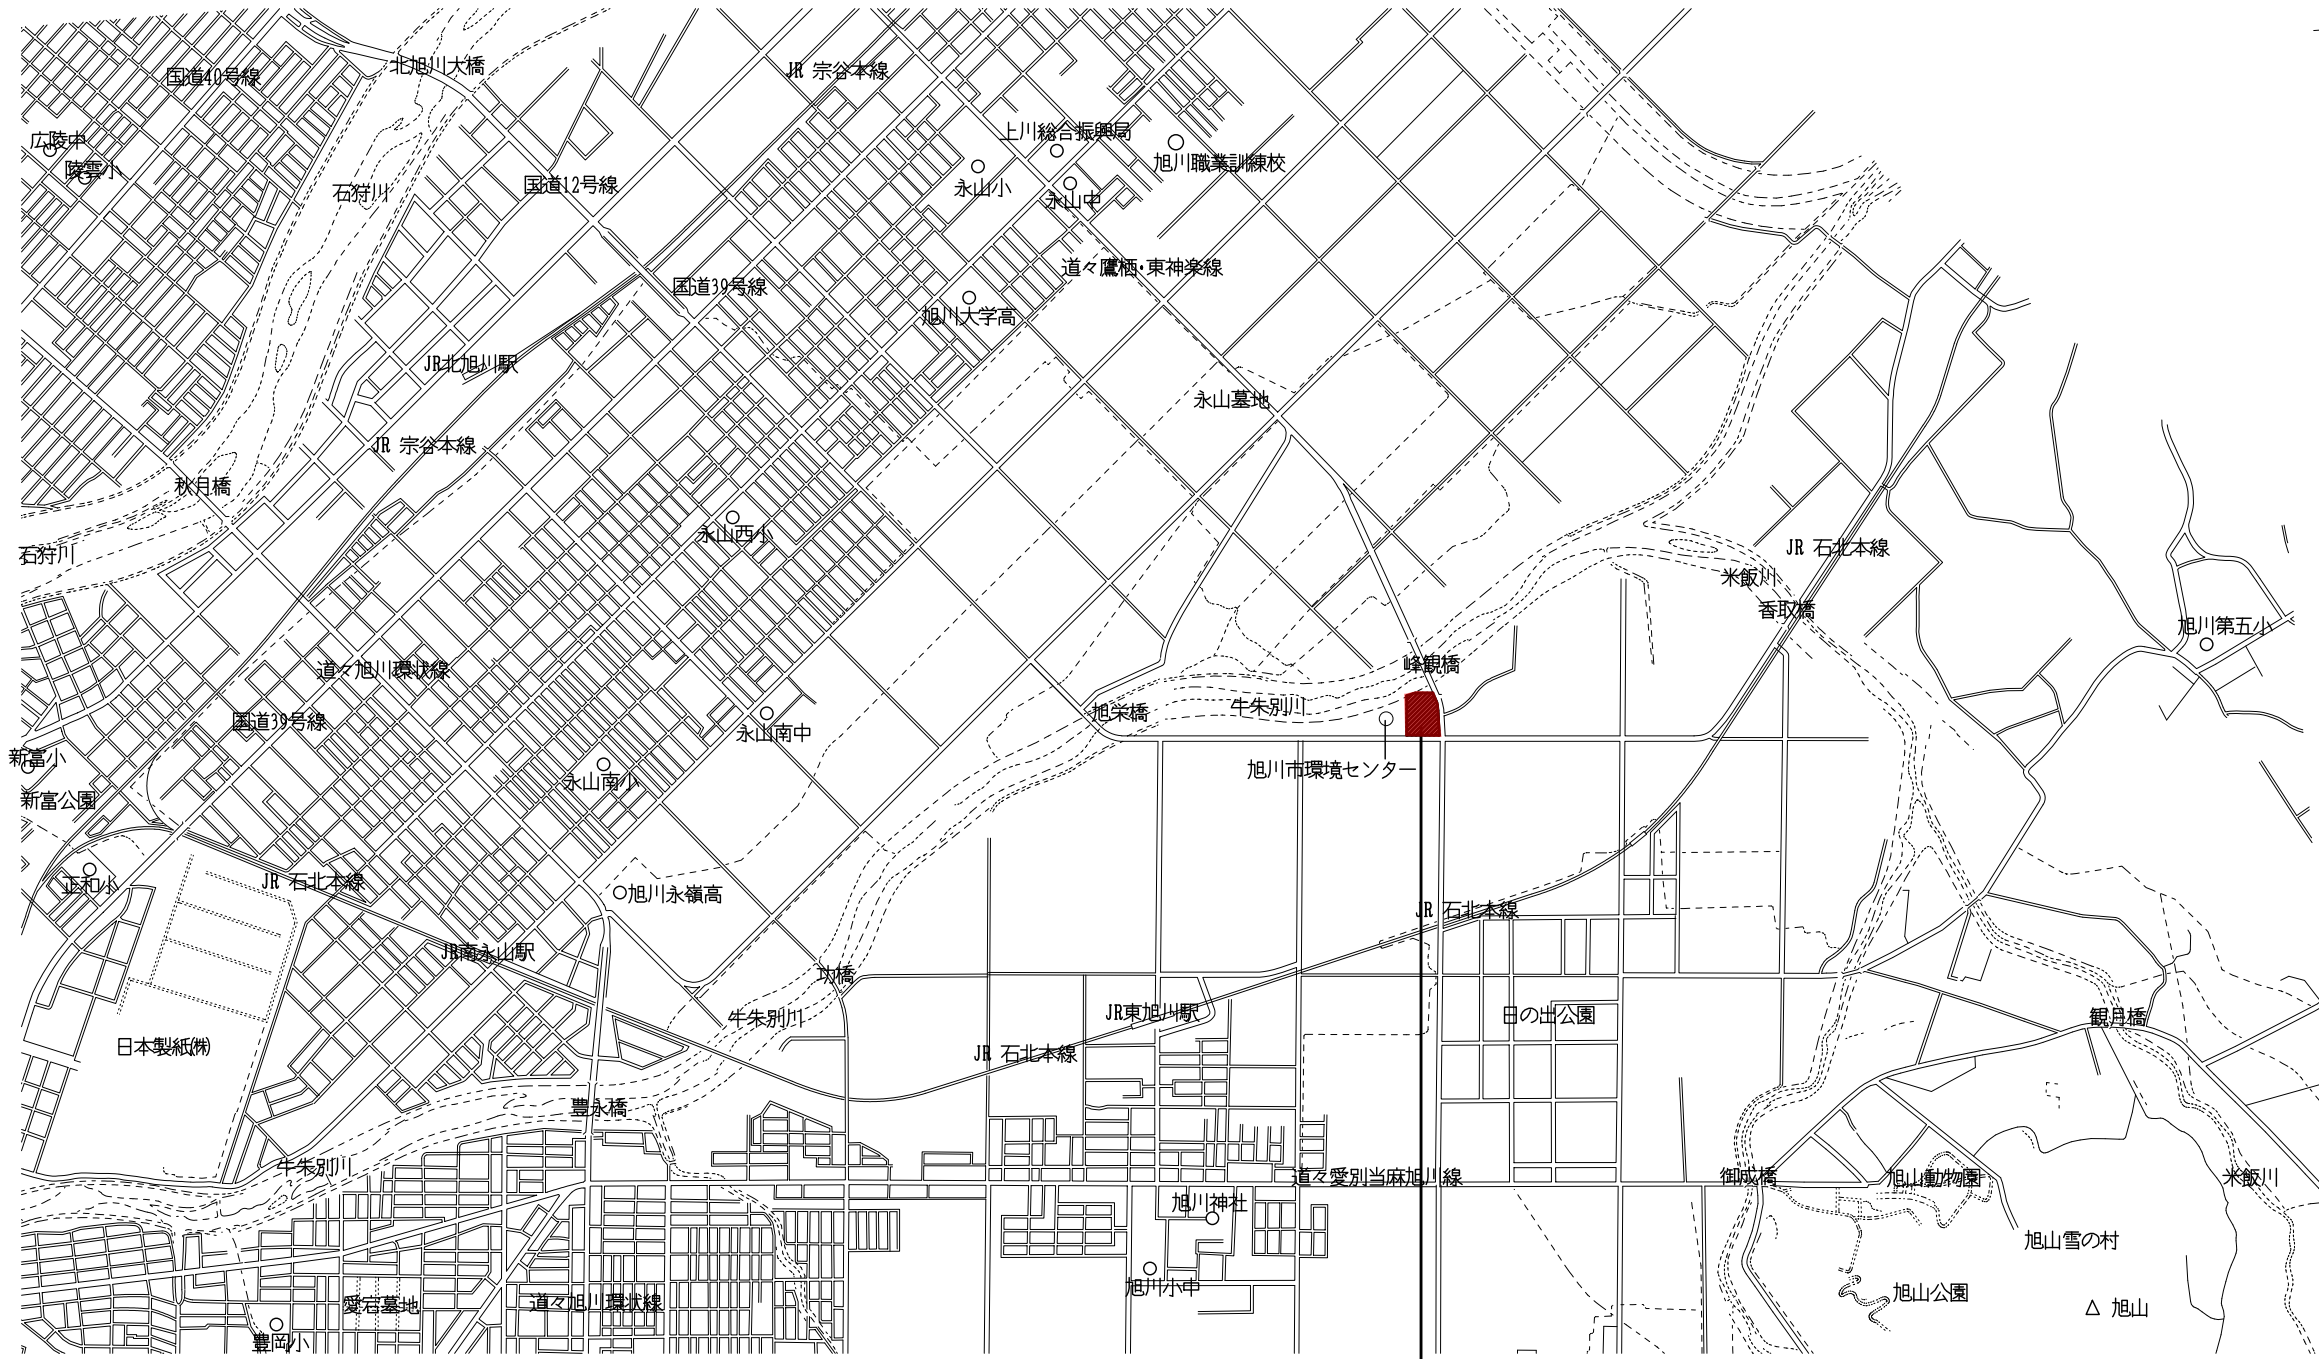 北旭川大橋
JR 宗谷本線
国道40号線
上川総合振興局
広陵中
陵雲小
旭川職業訓練校
国道12号線
永山小
石狩川
永山中
道々鷹栖・東神楽線
国道39号線
旭川大学高
JR北旭川駅
永山墓地
JR 宗谷本線
秋月橋
永山西小
JR 石北本線
石狩川
米飯川
香取橋
旭川第五小
峰観橋
道々旭川環状線
牛朱別川
旭栄橋
国道39号線
永山南中
新富小
旭川市環境センター
永山南小
新富公園
JR 石北本線
正和小
旭川永嶺高
JR 石北本線
JR南永山駅
功橋
JR東旭川駅
日の出公園
牛朱別川
観月橋
日本製紙㈱
JR 石北本線
豊永橋
牛朱別川
道々愛別当麻旭川線
御成橋
旭山動物園
米飯川
旭川神社
旭山雪の村
旭川小中
旭山公園
道々旭川環状線
愛宕墓地
旭山
豊岡小